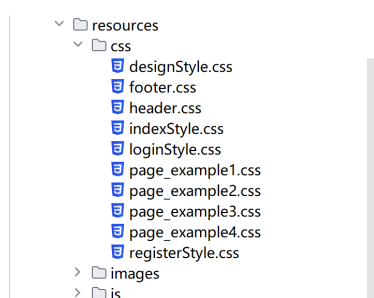 resources
css
designStyle.css
footer.css
header.css
indexStyle.css
loginStyle.css
page_example1.css
page_example2.css
page_example3.css
page_example4.css
registerStyle.css
images
js